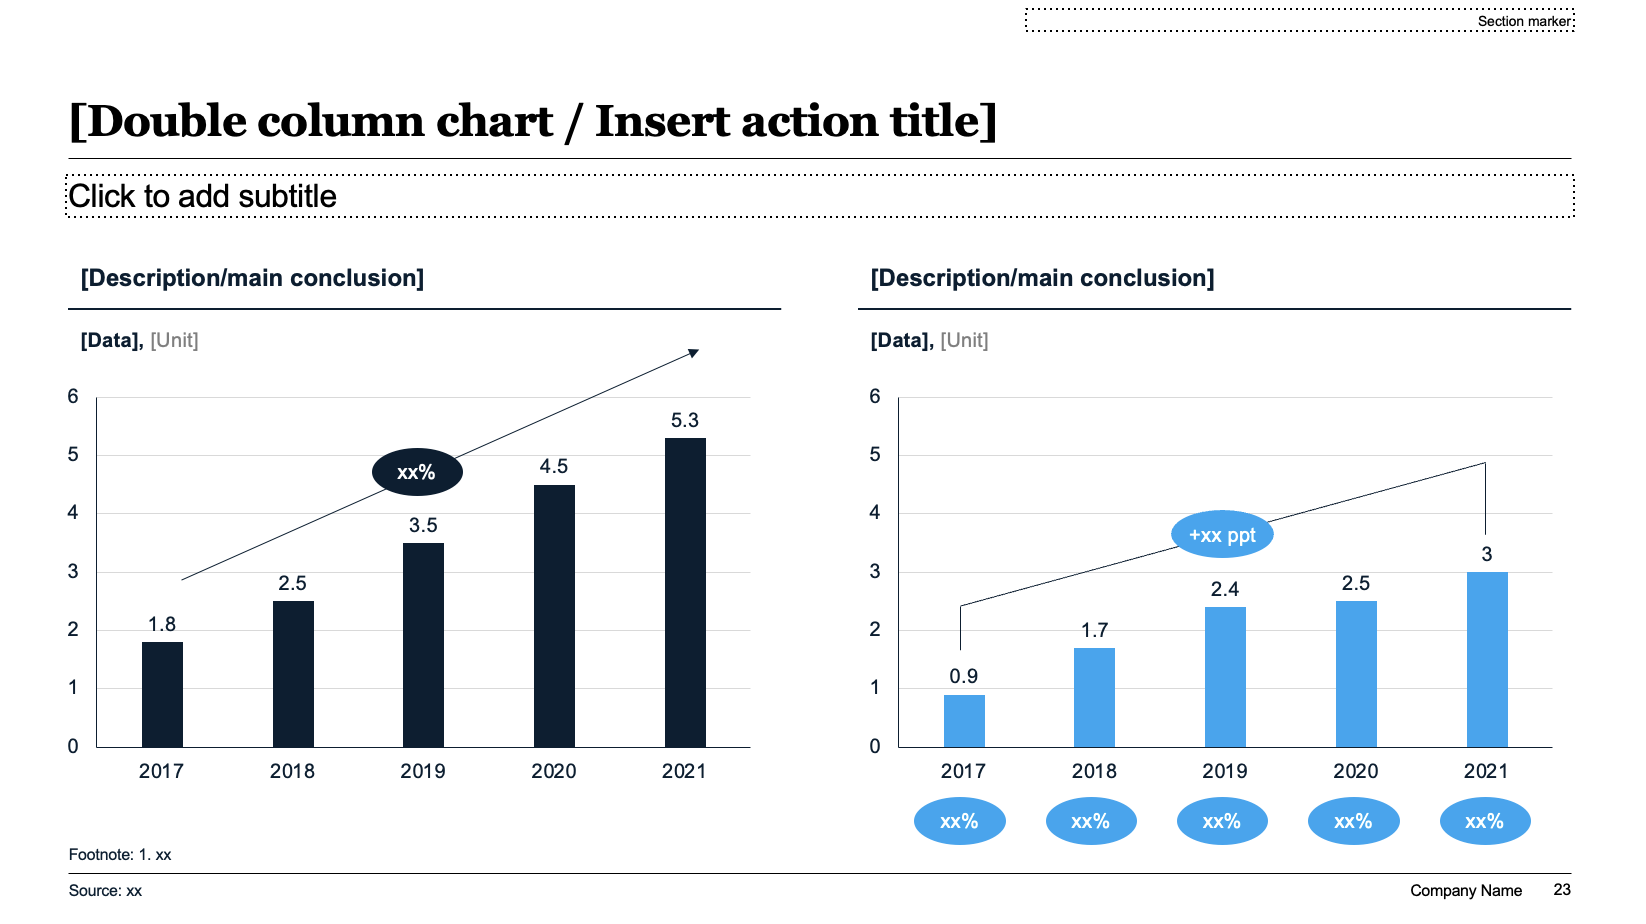 Section marker
[Double column chart / Insert action title]
Click to add subtitle
[Description/main conclusion]
[Data], [Unit]
6
5
4
3
2
1
0
xx%
1.8
2.5
3.5
4.5
5.3
2017 2018 2019 2020 2021
[Description/main conclusion]
[Data], [Unit]
6
5
4
3
2
1
0
+xx ppt
0.9
1.7
2.4
2.5
3
2017 2018 2019 2020 2021
xx% xx% xx% xx% xx%
Footnote: 1. xx
Source: xx
Company Name 23